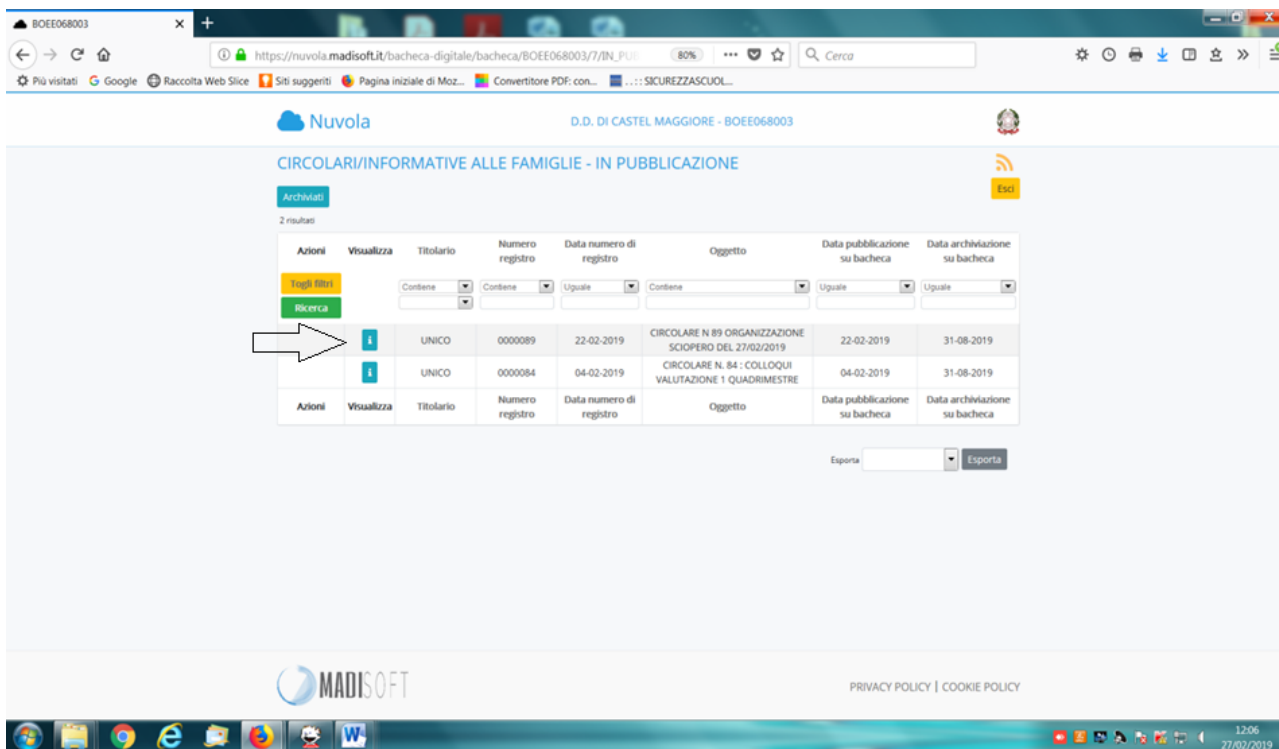 BOEE068003
https://nuvola.madisoft.it/bacheca-digitale/bacheca/BOEE068003/7/IN_PU
80%
Cerca
Più visitati
Google
Raccolta Web Slice
Siti suggeriti
Pagina iniziale di Moz...
Convertitore PDF: con...
..:: SICUREZZASCUOL...
Nuvola
D.D. DI CASTEL MAGGIORE - BOEE068003
CIRCOLARI/INFORMATIVE ALLE FAMIGLIE - IN PUBBLICAZIONE
Archiviati
Esci
2 risultati
Azioni Visualizza Titolario Numero registro Data numero di registro Oggetto Data pubblicazione su bacheca Data archiviazione su bacheca
Togli filtri
Contiene Contiene Uguale Contiene Uguale Uguale
Ricerca
i UNICO 0000089 22-02-2019 CIRCOLARE N 89 ORGANIZZAZIONE SCIOPERO DEL 27/02/2019 22-02-2019 31-08-2019
i UNICO 0000084 04-02-2019 CIRCOLARE N. 84 : COLLOQUI VALUTAZIONE 1 QUADRIMESTRE 04-02-2019 31-08-2019
Azioni Visualizza Titolario Numero registro Data numero di registro Oggetto Data pubblicazione su bacheca Data archiviazione su bacheca
Esporta
Esporta
MADISOFT
PRIVACY POLICY | COOKIE POLICY
12:06
27/02/2019